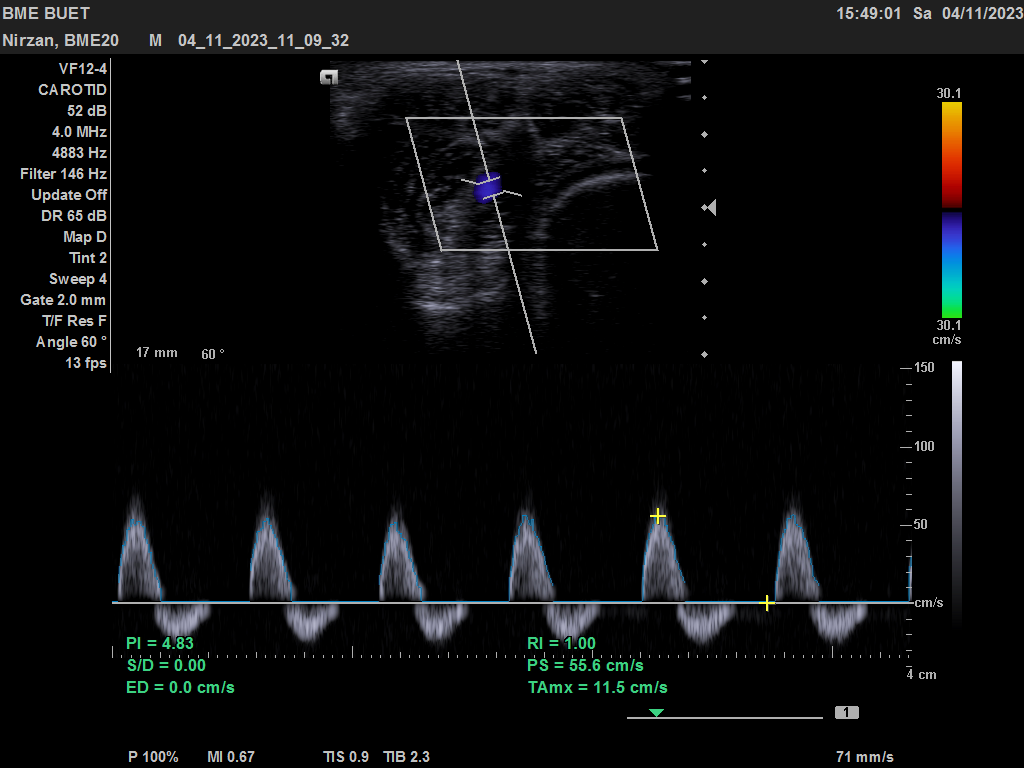 BME BUET 15:49:01 Sa 04/11/2023
Nirzan, BME20 M 04_11_2023_11_09_32
VF12-4
CAROTID
52 dB
4.0 MHz
4883 Hz
Filter 146 Hz
Update Off
DR 65 dB
Map D
Tint 2
Sweep 4
Gate 2.0 mm
T/F Res F
Angle 60 °
13 fps
17 mm 60 °
30.1
30.1
cm/s
150
100
50
cm/s
4 cm
PI = 4.83 RI = 1.00
S/D = 0.00 PS = 55.6 cm/s
ED = 0.0 cm/s TAmx = 11.5 cm/s
1
P 100% MI 0.67 TIS 0.9 TIB 2.3 71 mm/s